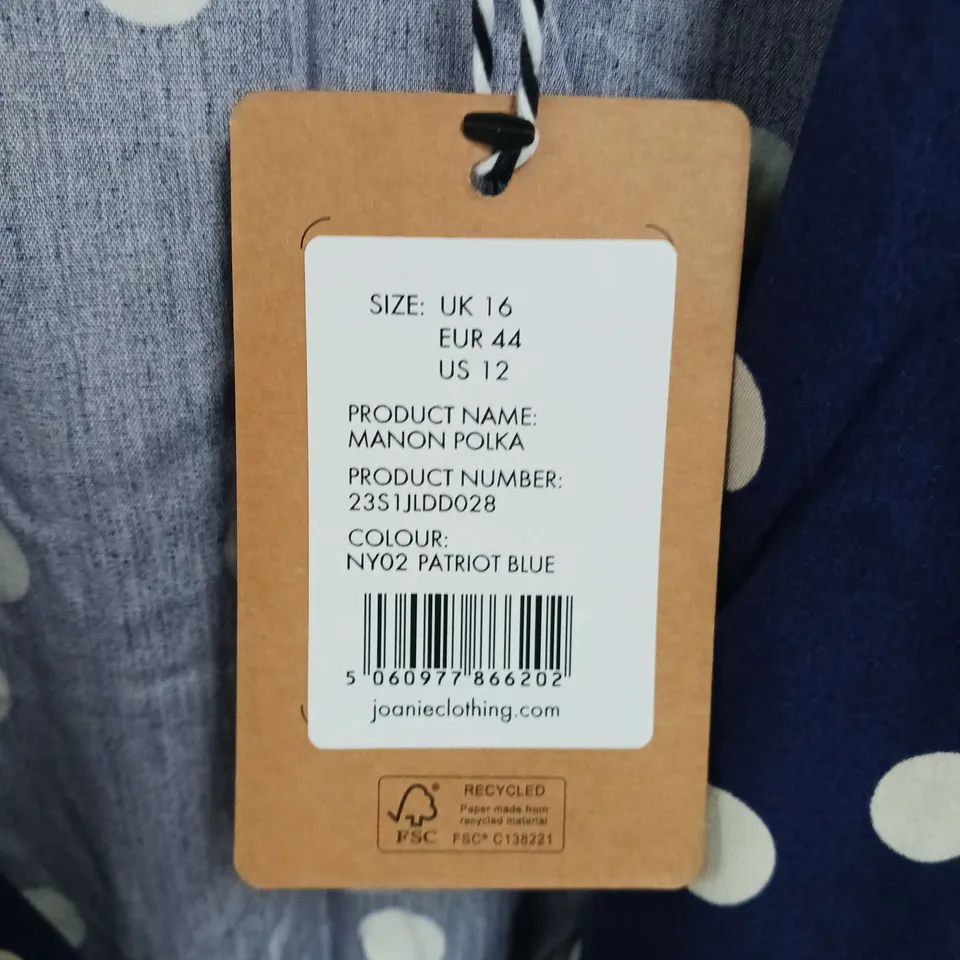 SIZE: UK 16
EUR 44
US 12
PRODUCT NAME:
MANON POLKA
PRODUCT NUMBER:
23S1JLDD028
COLOUR:
NY02 PATRIOT BLUE
5 060977 866202
joanieclothing.com
RECYCLED
Paper made from
recycled material
FSC® C138221
FSC